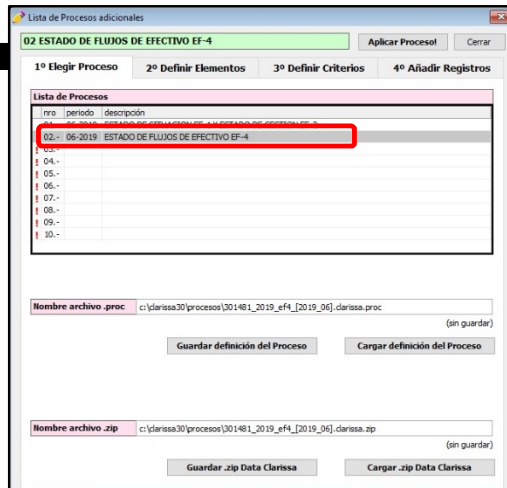 Lista de Procesos adicionales
02 ESTADO DE FLUJOS DE EFECTIVO EF-4 Aplicar Proceso! Cerrar
1º Elegir Proceso 2º Definir Elementos 3º Definir Criterios 4º Añadir Registros
Lista de Procesos
nro periodo descripción
02.- 06-2019 ESTADO DE FLUJOS DE EFECTIVO EF-4
! 03.-
! 04.-
! 05.-
! 06.-
! 07.-
! 08.-
! 09.-
! 10.-
Nombre archivo .proc c:\clarissa30\procesos\301481_2019_ef4_[2019_06].clarissa.proc
(sin guardar)
Guardar definición del Proceso Cargar definición del Proceso
Nombre archivo .zip c:\clarissa30\procesos\301481_2019_ef4_[2019_06].clarissa.zip
(sin guardar)
Guardar .zip Data Clarissa Cargar .zip Data Clarissa